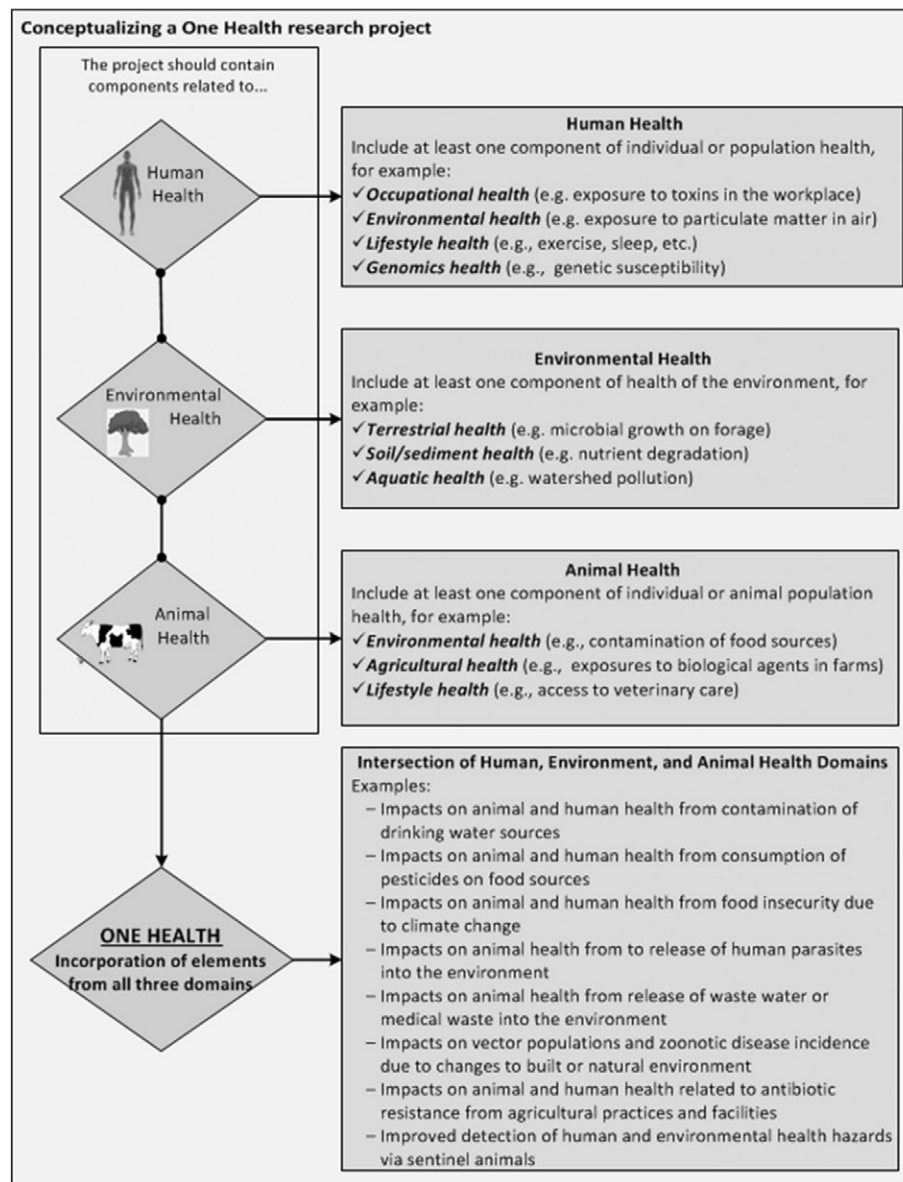 Conceptualizing a One Health research project
The project should contain
components related to...
Human
Health
Human Health
Include at least one component of individual or population health,
for example:
✓Occupational health (e.g. exposure to toxins in the workplace)
✓Environmental health (e.g. exposure to particulate matter in air)
✓Lifestyle health (e.g., exercise, sleep, etc.)
✓Genomics health (e.g., genetic susceptibility)
Environmental
Health
Environmental Health
Include at least one component of health of the environment, for
example:
✓Terrestrial health (e.g. microbial growth on forage)
✓Soil/sediment health (e.g. nutrient degradation)
✓Aquatic health (e.g. watershed pollution)
Animal
Health
Animal Health
Include at least one component of individual or animal population
health, for example:
✓Environmental health (e.g., contamination of food sources)
✓Agricultural health (e.g., exposures to biological agents in farms)
✓Lifestyle health (e.g., access to veterinary care)
ONE HEALTH
Incorporation of elements
from all three domains
Intersection of Human, Environment, and Animal Health Domains
Examples:
– Impacts on animal and human health from contamination of
drinking water sources
– Impacts on animal and human health from consumption of
pesticides on food sources
– Impacts on animal and human health from food insecurity due
to climate change
– Impacts on animal health from to release of human parasites
into the environment
– Impacts on animal health from release of waste water or
medical waste into the environment
– Impacts on vector populations and zoonotic disease incidence
due to changes to built or natural environment
– Impacts on animal and human health related to antibiotic
resistance from agricultural practices and facilities
– Improved detection of human and environmental health hazards
via sentinel animals